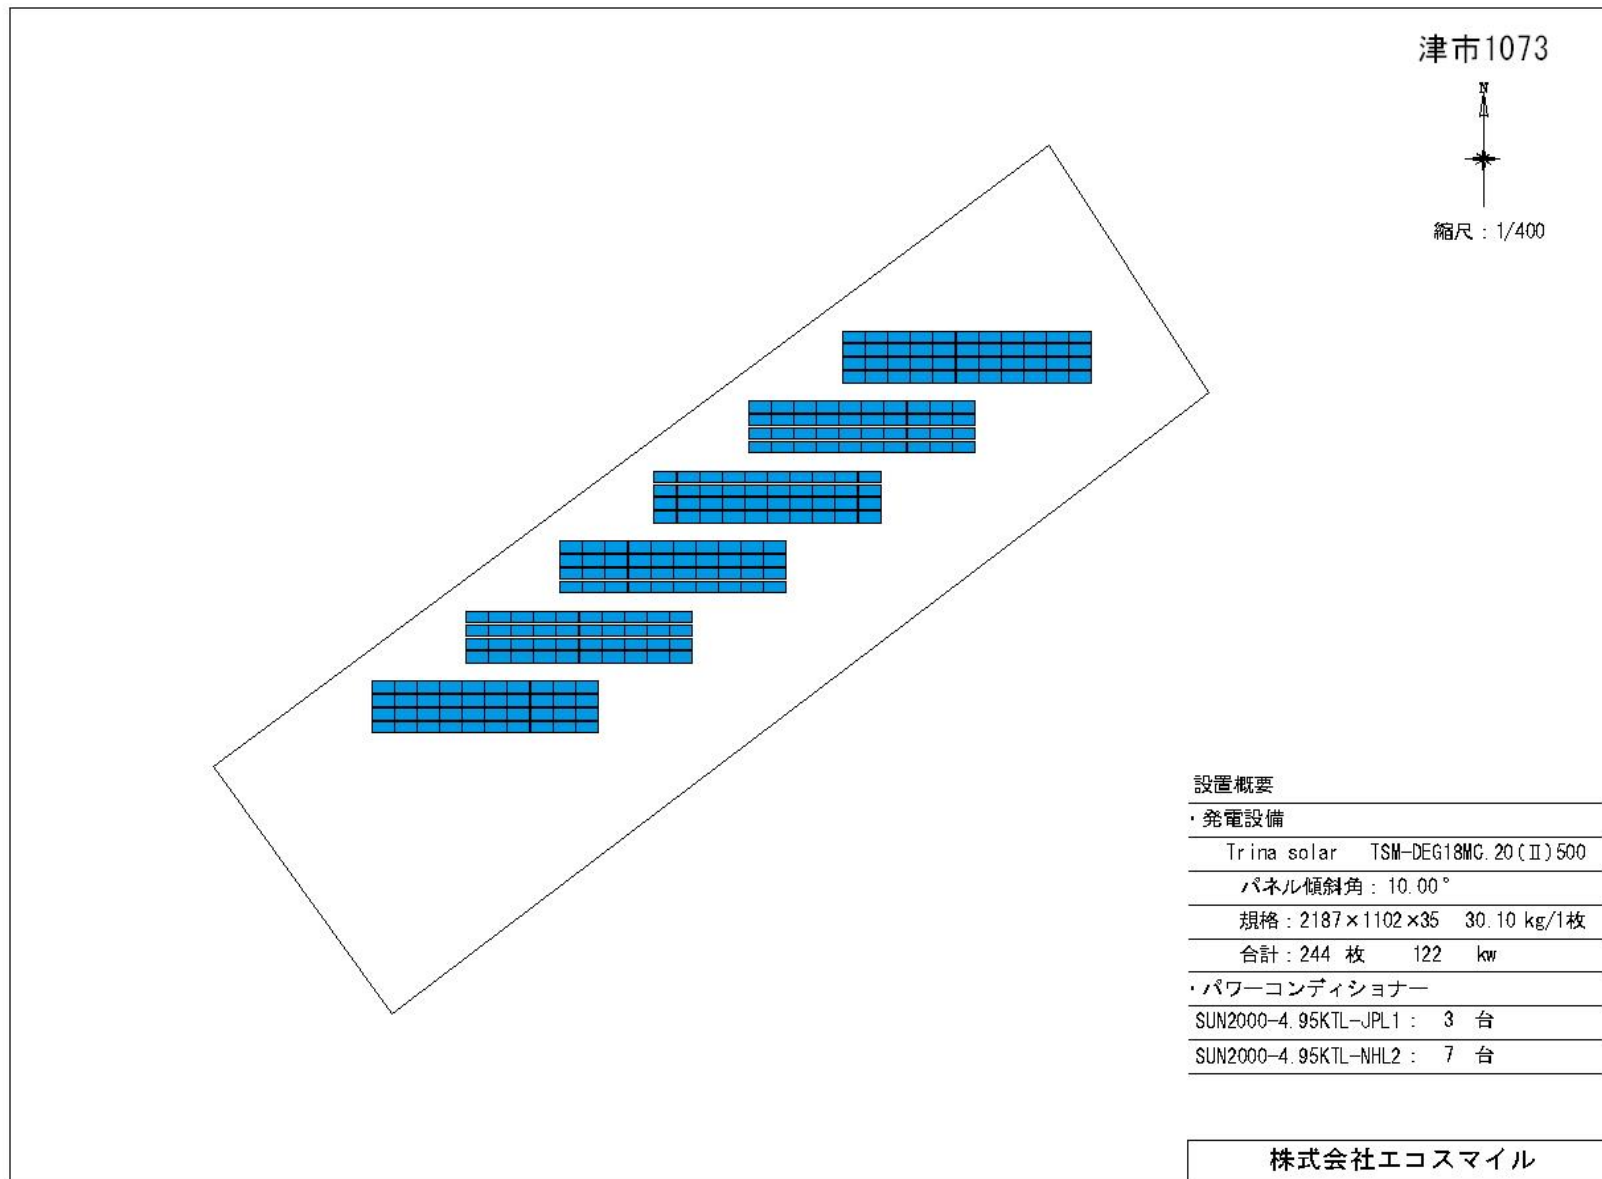 津市1073
N
縮尺：1/400
設置概要
・発電設備
Trina solar TSM-DEG18MC.20(Ⅱ)500
パネル傾斜角：10.00°
規格：2187×1102×35 30.10 kg/1枚
合計：244 枚 122 kw
・パワーコンディショナー
SUN2000-4.95KTL-JPL1： 3 台
SUN2000-4.95KTL-NHL2： 7 台
株式会社エコスマイル